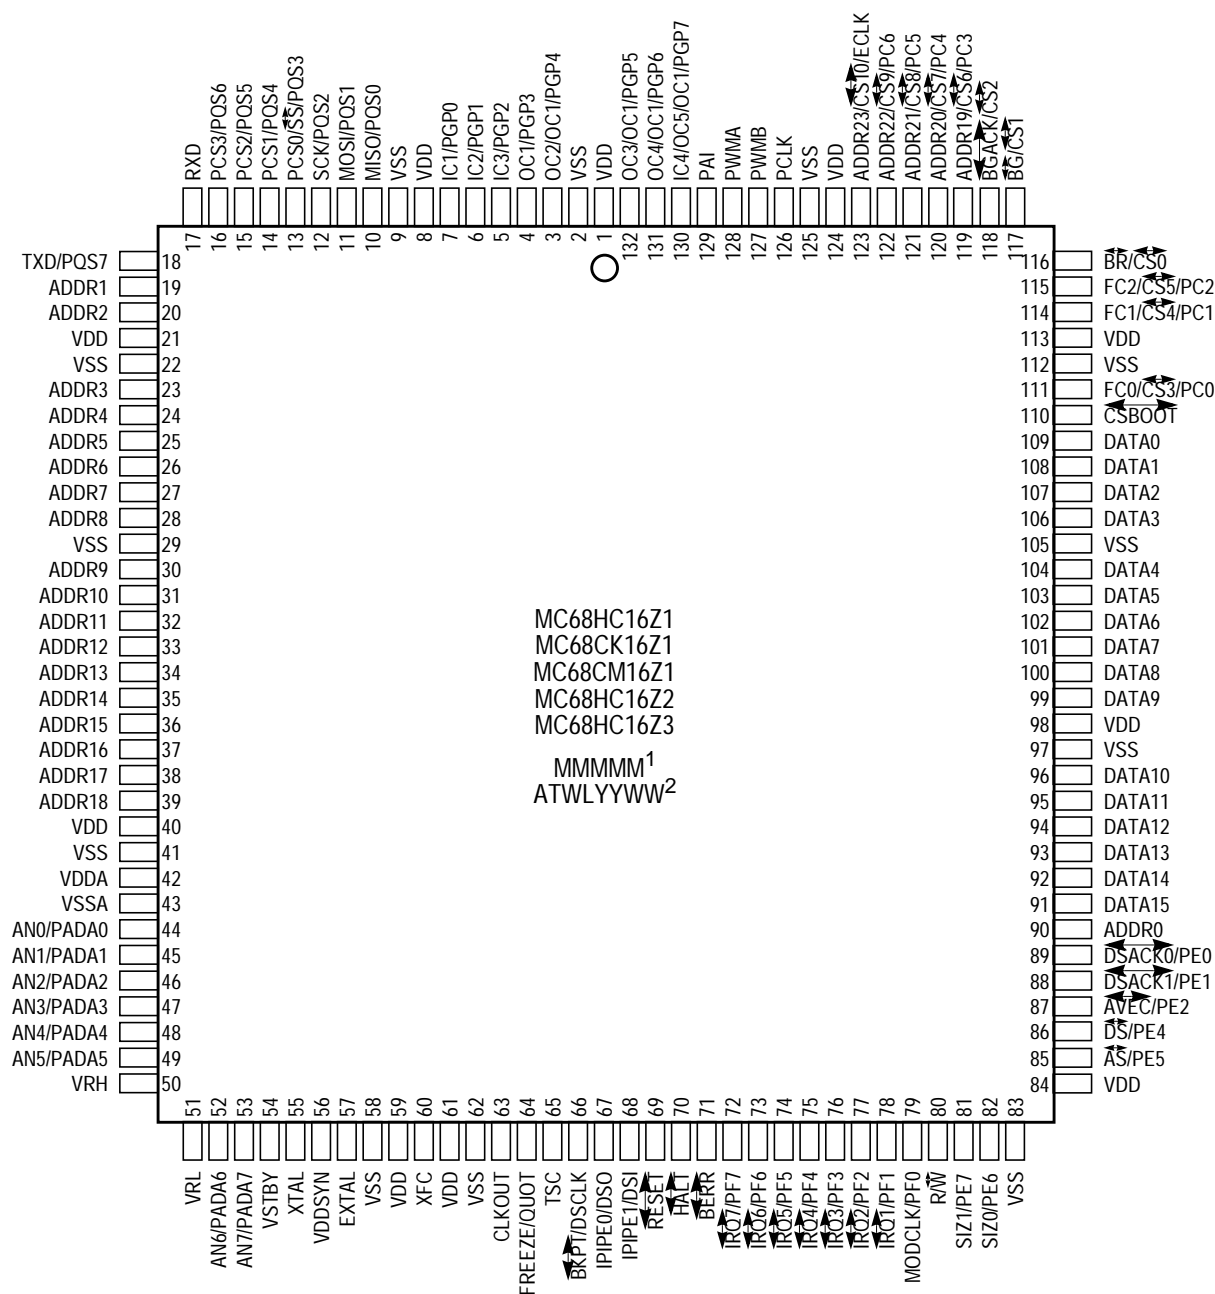 RXD
PCS3/PQS6
PCS2/PQS5
PCS1/PQS4
PCS0/SS/PQS3
SCK/PQS2
MOSI/PQS1
MISO/PQS0
VSS
VDD
IC1/PGP0
IC2/PGP1
IC3/PGP2
OC1/PGP3
OC2/OC1/PGP4
VSS
VDD
OC3/OC1/PGP5
OC4/OC1/PGP6
IC4/OC5/OC1/PGP7
PAI
PWMA
PWMB
PCLK
VSS
VDD
ADDR23/CS10/ECLK
ADDR22/CS9/PC6
ADDR21/CS8/PC5
ADDR20/CS7/PC4
ADDR19/CS6/PC3
BGACK/CS2
BG/CS1
17 16 15 14 13 12 11 10 9 8 7 6 5 4 3 2 1 132 131 130 129 128 127 126 125 124 123 122 121 120 119 118 117
TXD/PQS7 18
ADDR1 19
ADDR2 20
VDD 21
VSS 22
ADDR3 23
ADDR4 24
ADDR5 25
ADDR6 26
ADDR7 27
ADDR8 28
VSS 29
ADDR9 30
ADDR10 31
ADDR11 32
ADDR12 33
ADDR13 34
ADDR14 35
ADDR15 36
ADDR16 37
ADDR17 38
ADDR18 39
VDD 40
VSS 41
VDDA 42
VSSA 43
AN0/PADA0 44
AN1/PADA1 45
AN2/PADA2 46
AN3/PADA3 47
AN4/PADA4 48
AN5/PADA5 49
VRH 50
MC68HC16Z1
MC68CK16Z1
MC68CM16Z1
MC68HC16Z2
MC68HC16Z3
MMMMM1
ATWLYYWW2
116 BR/CS0
115 FC2/CS5/PC2
114 FC1/CS4/PC1
113 VDD
112 VSS
111 FC0/CS3/PC0
110 CSBOOT
109 DATA0
108 DATA1
107 DATA2
106 DATA3
105 VSS
104 DATA4
103 DATA5
102 DATA6
101 DATA7
100 DATA8
99 DATA9
98 VDD
97 VSS
96 DATA10
95 DATA11
94 DATA12
93 DATA13
92 DATA14
91 DATA15
90 ADDR0
89 DSACK0/PE0
88 DSACK1/PE1
87 AVEC/PE2
86 DS/PE4
85 AS/PE5
84 VDD
51 52 53 54 55 56 57 58 59 60 61 62 63 64 65 66 67 68 69 70 71 72 73 74 75 76 77 78 79 80 81 82 83
VRL
AN6/PADA6
AN7/PADA7
VSTBY
XTAL
VDDSYN
EXTAL
VSS
VDD
XFC
VDD
VSS
CLKOUT
FREEZE/QUOT
TSC
BKPT/DSCLK
IPIPE0/DSO
IPIPE1/DSI
RESET
HALT
BERR
IRQ7/PF7
IRQ6/PF6
IRQ5/PF5
IRQ4/PF4
IRQ3/PF3
IRQ2/PF2
IRQ1/PF1
MODCLK/PF0
R/W
SIZ1/PE7
SIZ0/PE6
VSS